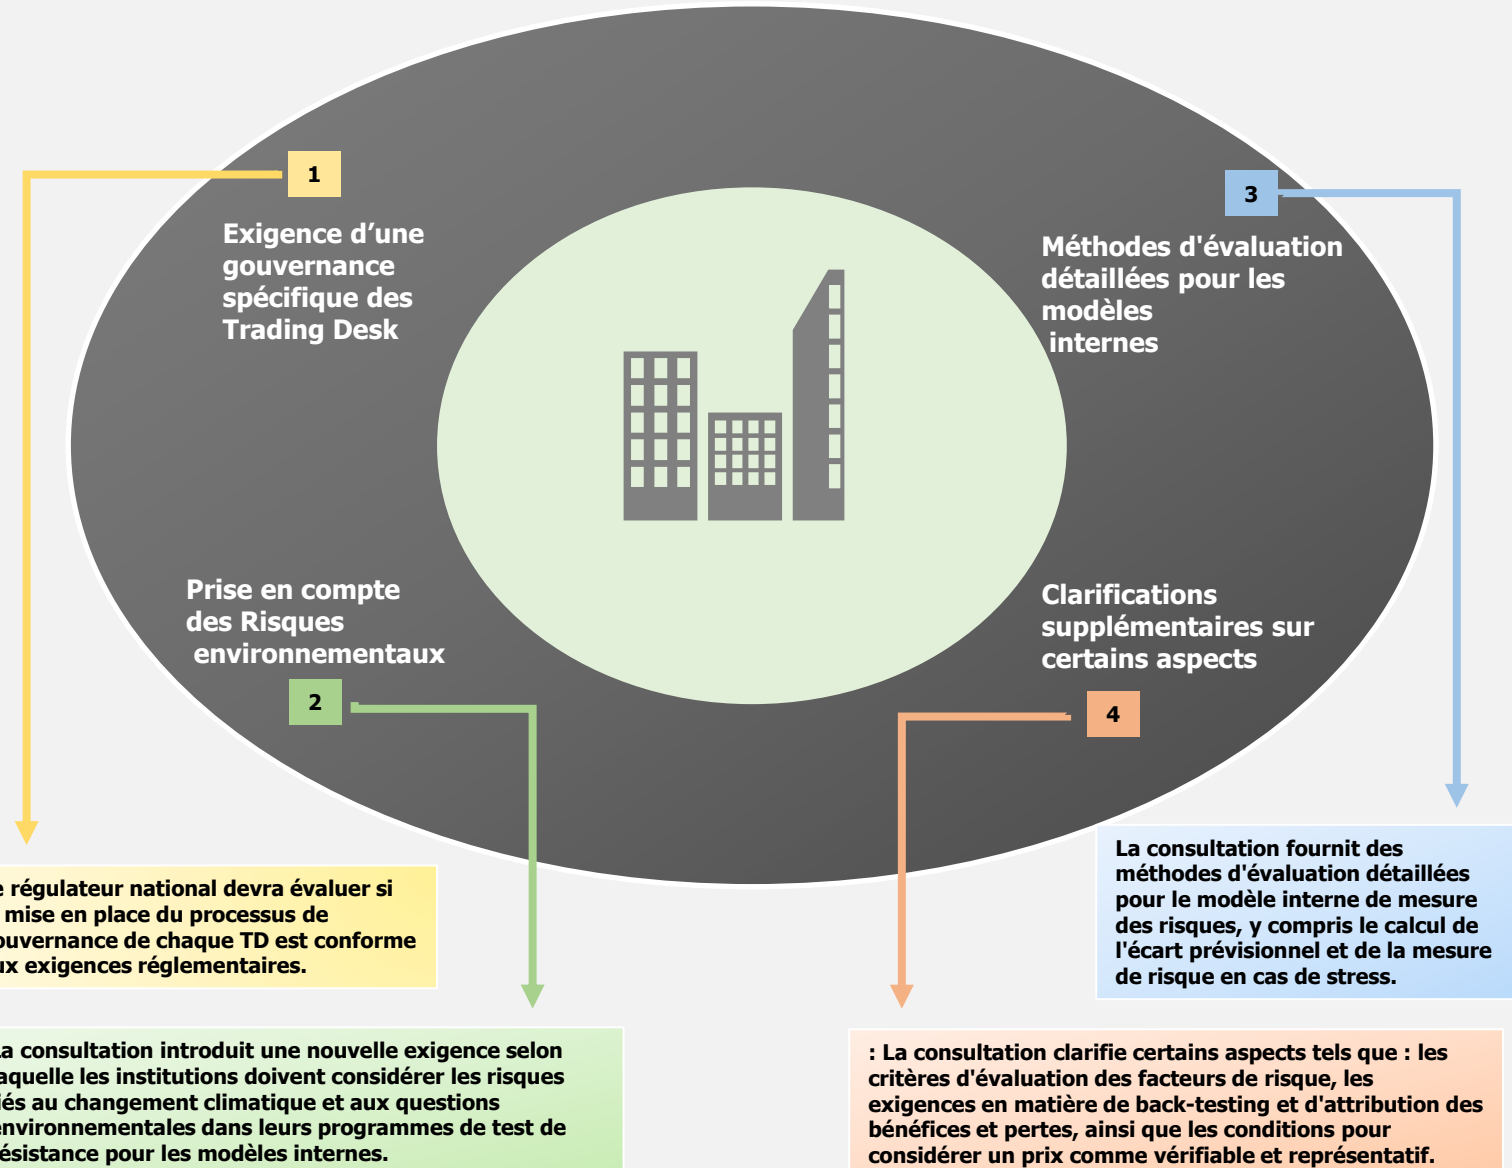 1
Exigence d’une
gouvernance
spécifique des
Trading Desk
3
Méthodes d'évaluation
détaillées pour les
modèles
internes
Prise en compte
des Risques
environnementaux
2
Clarifications
supplémentaires sur
certains aspects
4
régulateur national devra évaluer si
mise en place du processus de
de chaque TD est conforme
exigences réglementaires.
La consultation fournit des
méthodes d'évaluation détaillées
pour le modèle interne de mesure
des risques, y compris le calcul de
l'écart prévisionnel et de la mesure
de risque en cas de stress.
La consultation introduit une nouvelle exigence selon
laquelle les institutions doivent considérer les risques
liés au changement climatique et aux questions
environnementales dans leurs programmes de test de
résistance pour les modèles internes.
: La consultation clarifie certains aspects tels que : les
critères d'évaluation des facteurs de risque, les
exigences en matière de back-testing et d'attribution des
bénéfices et pertes, ainsi que les conditions pour
considérer un prix comme vérifiable et représentatif.